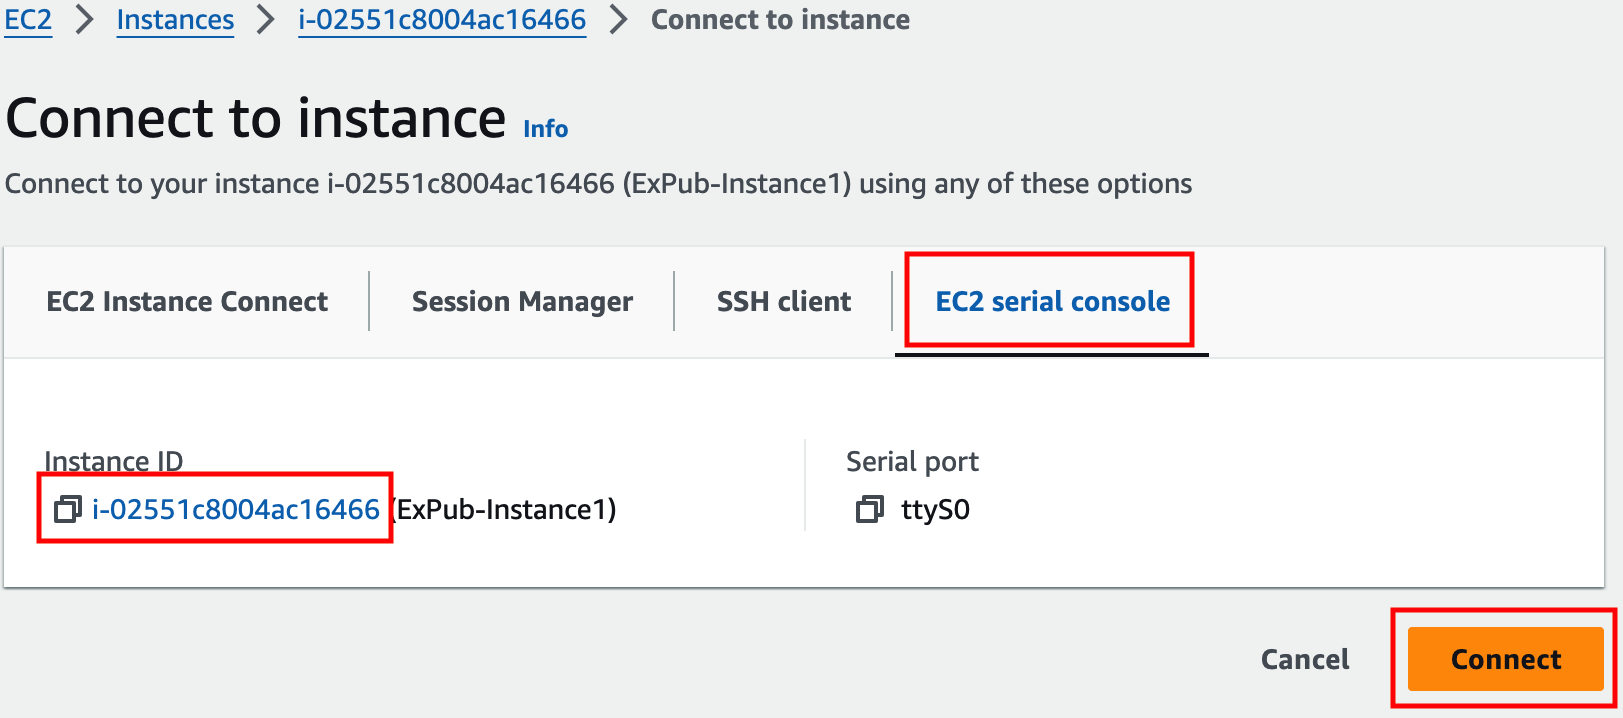 EC2 > Instances > i-02551c8004ac16466 > Connect to instance
Connect to instance Info
Connect to your instance i-02551c8004ac16466 (ExPub-Instance1) using any of these options
EC2 Instance Connect Session Manager SSH client EC2 serial console
Instance ID Serial port
i-02551c8004ac16466 (ExPub-Instance1) ttyS0
Cancel Connect